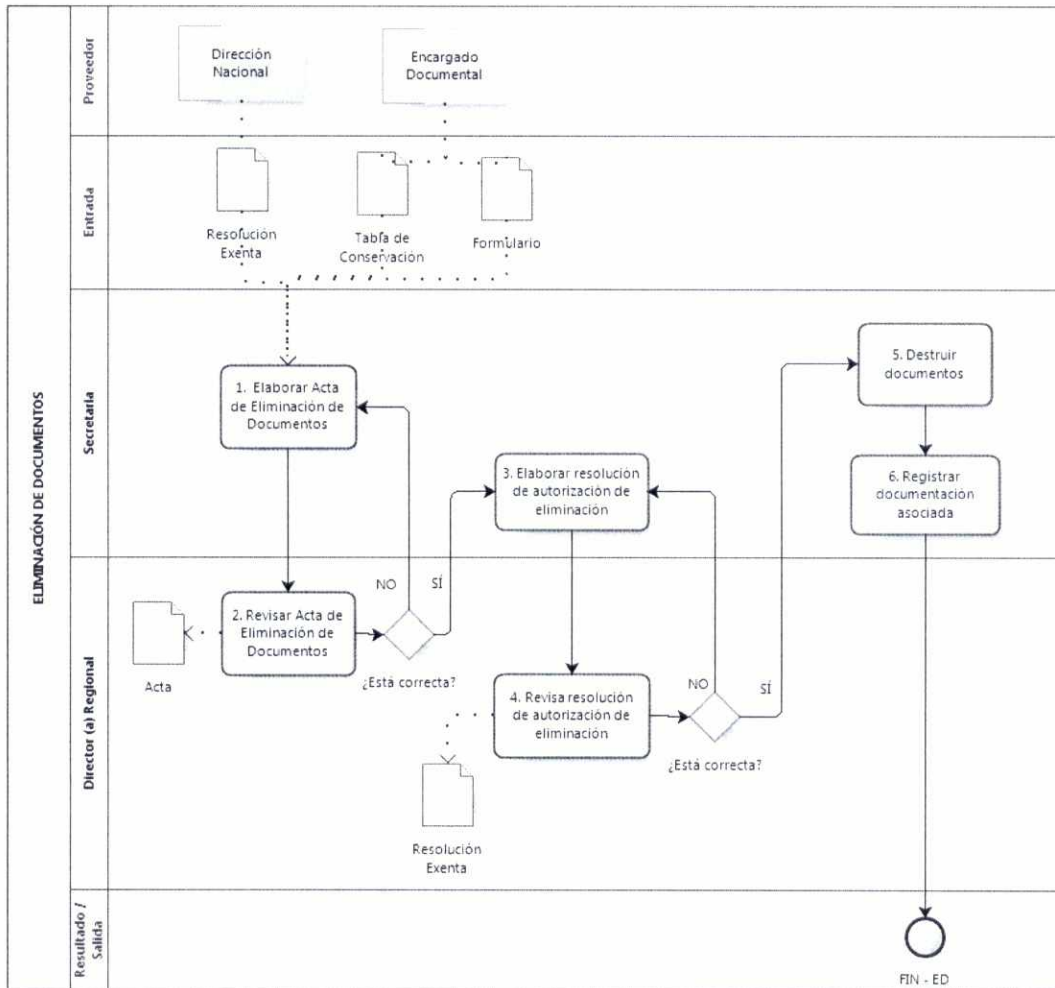 ELIMINACIÓN DE DOCUMENTOS
Proveedor
Dirección
Nacional
Encargado
Documental
Entrada
Resolución
Exenta
Tabla de
Conservación
Formulario
Secretaria
1. Elaborar Acta
de Eliminación de
Documentos
3. Elaborar resolución
de autorización de
eliminación
5. Destruir
documentos
6. Registrar
documentación
asociada
Director (a) Regional
2. Revisar Acta de
Eliminación de
Documentos
Acta
NO
SÍ
¿Está correcta?
4. Revisa resolución
de autorización de
eliminación
NO
SÍ
¿Está correcta?
Resolución
Exenta
Resultado /
Salida
FIN - ED